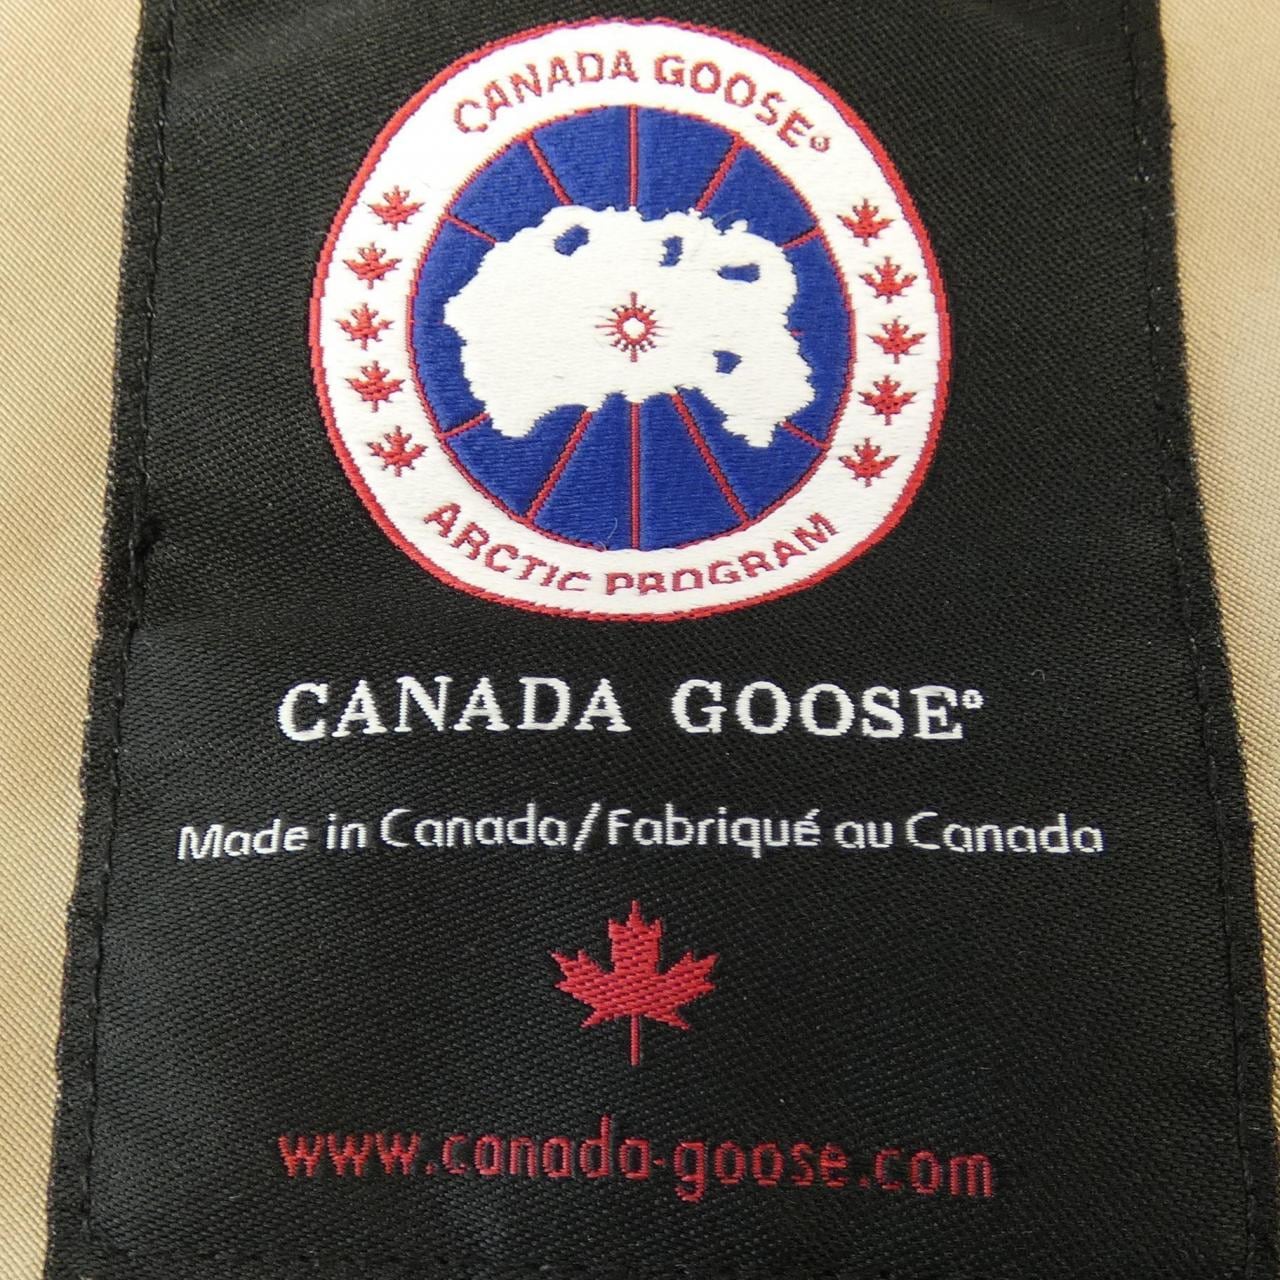 CANADA GOOSE®
ARCTIC PROGRAM
CANADA GOOSE®
Made in Canada/Fabriqué au Canada
www.canada-goose.com